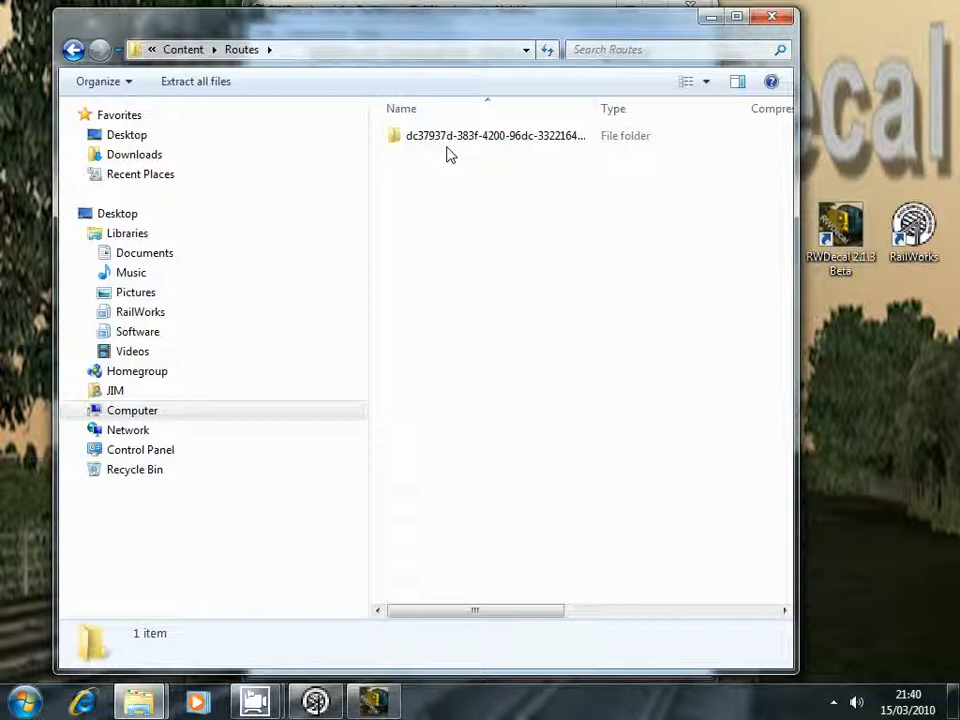 « Content Routes
Search Routes
Organize
Extract all files
Favorites
Desktop
Downloads
Recent Places
Desktop
Libraries
Documents
Music
Pictures
RailWorks
Software
Videos
Homegroup
JIM
Computer
Network
Control Panel
Recycle Bin
Name Type Compres
dc37937d-383f-4200-96dc-3322164... File folder
1 item
ecal
RWDecal 2.1.3
Beta
RailWorks
21:40
15/03/2010